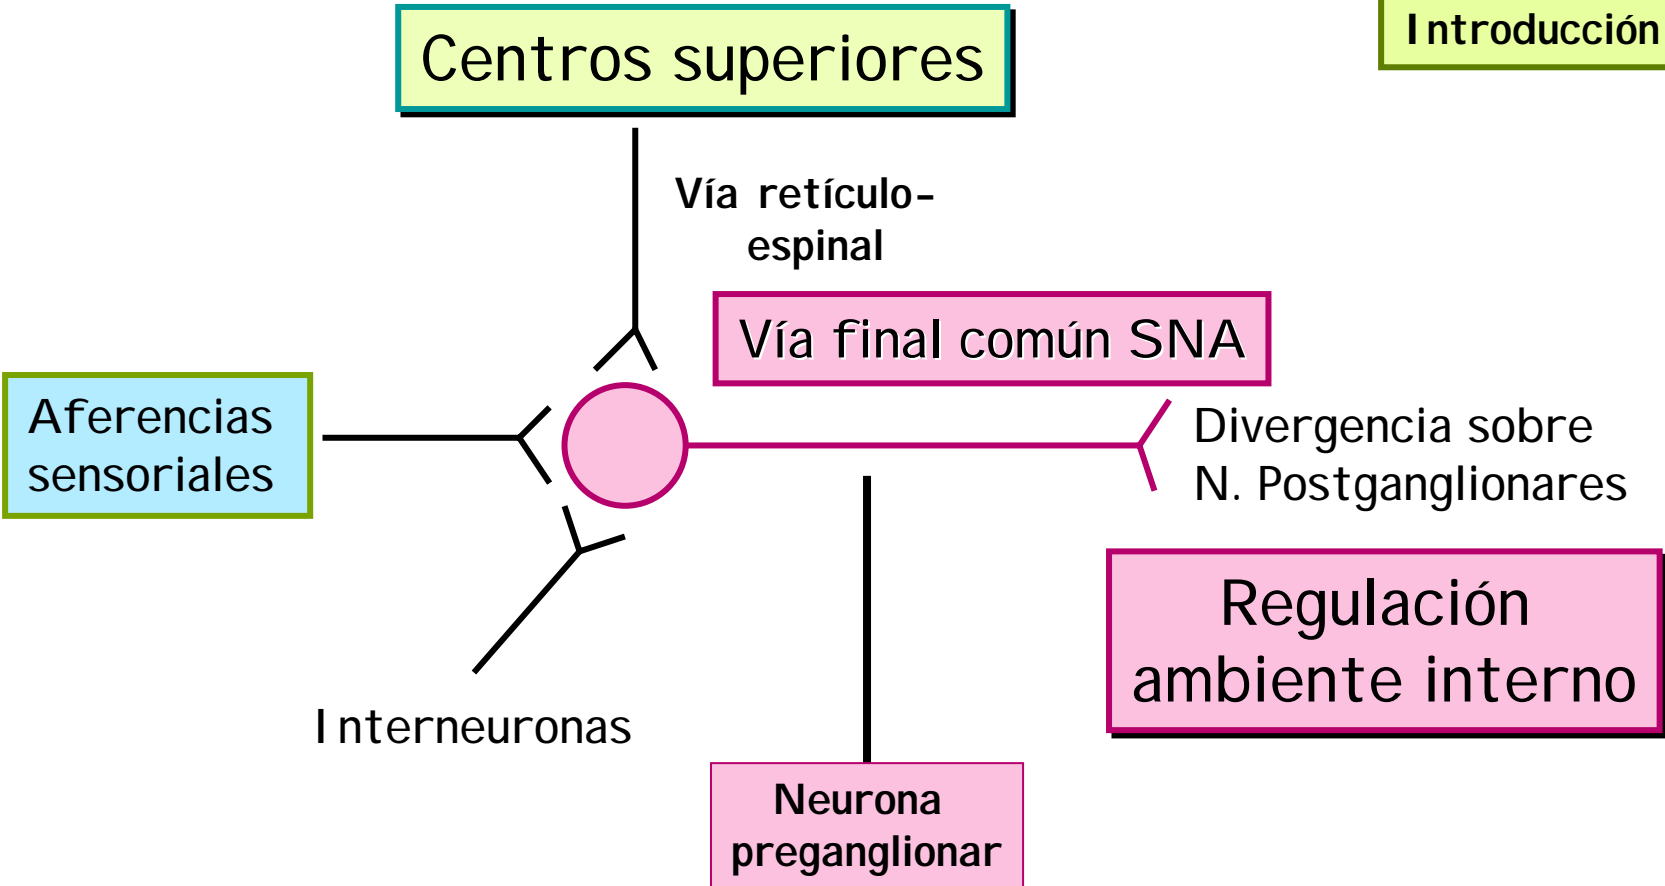 Introducción
Centros superiores
Vía retículo-
espinal
Vía final común SNA
Aferencias
sensoriales
Divergencia sobre
N. Postganglionares
Regulación
ambiente interno
Interneuronas
Neurona
preganglionar